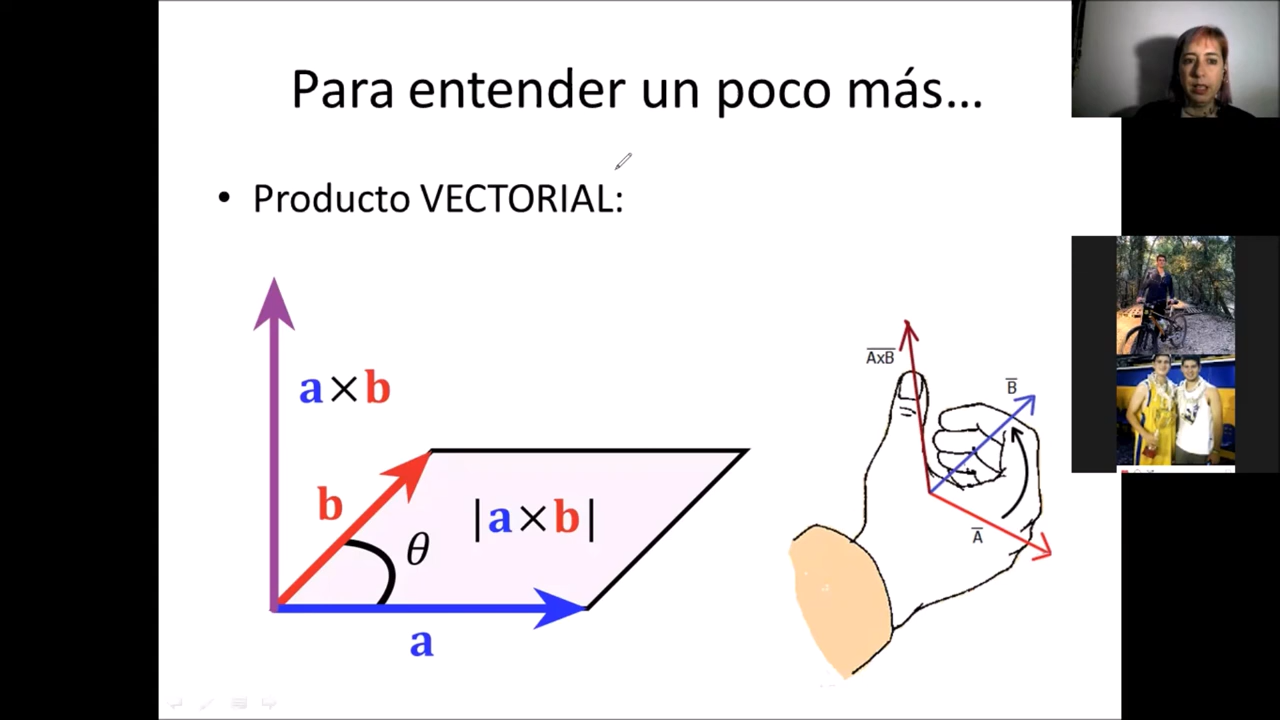 Para entender un poco más...
• Producto VECTORIAL:
a×b
b
θ
|a×b|
a
AxB
B
A